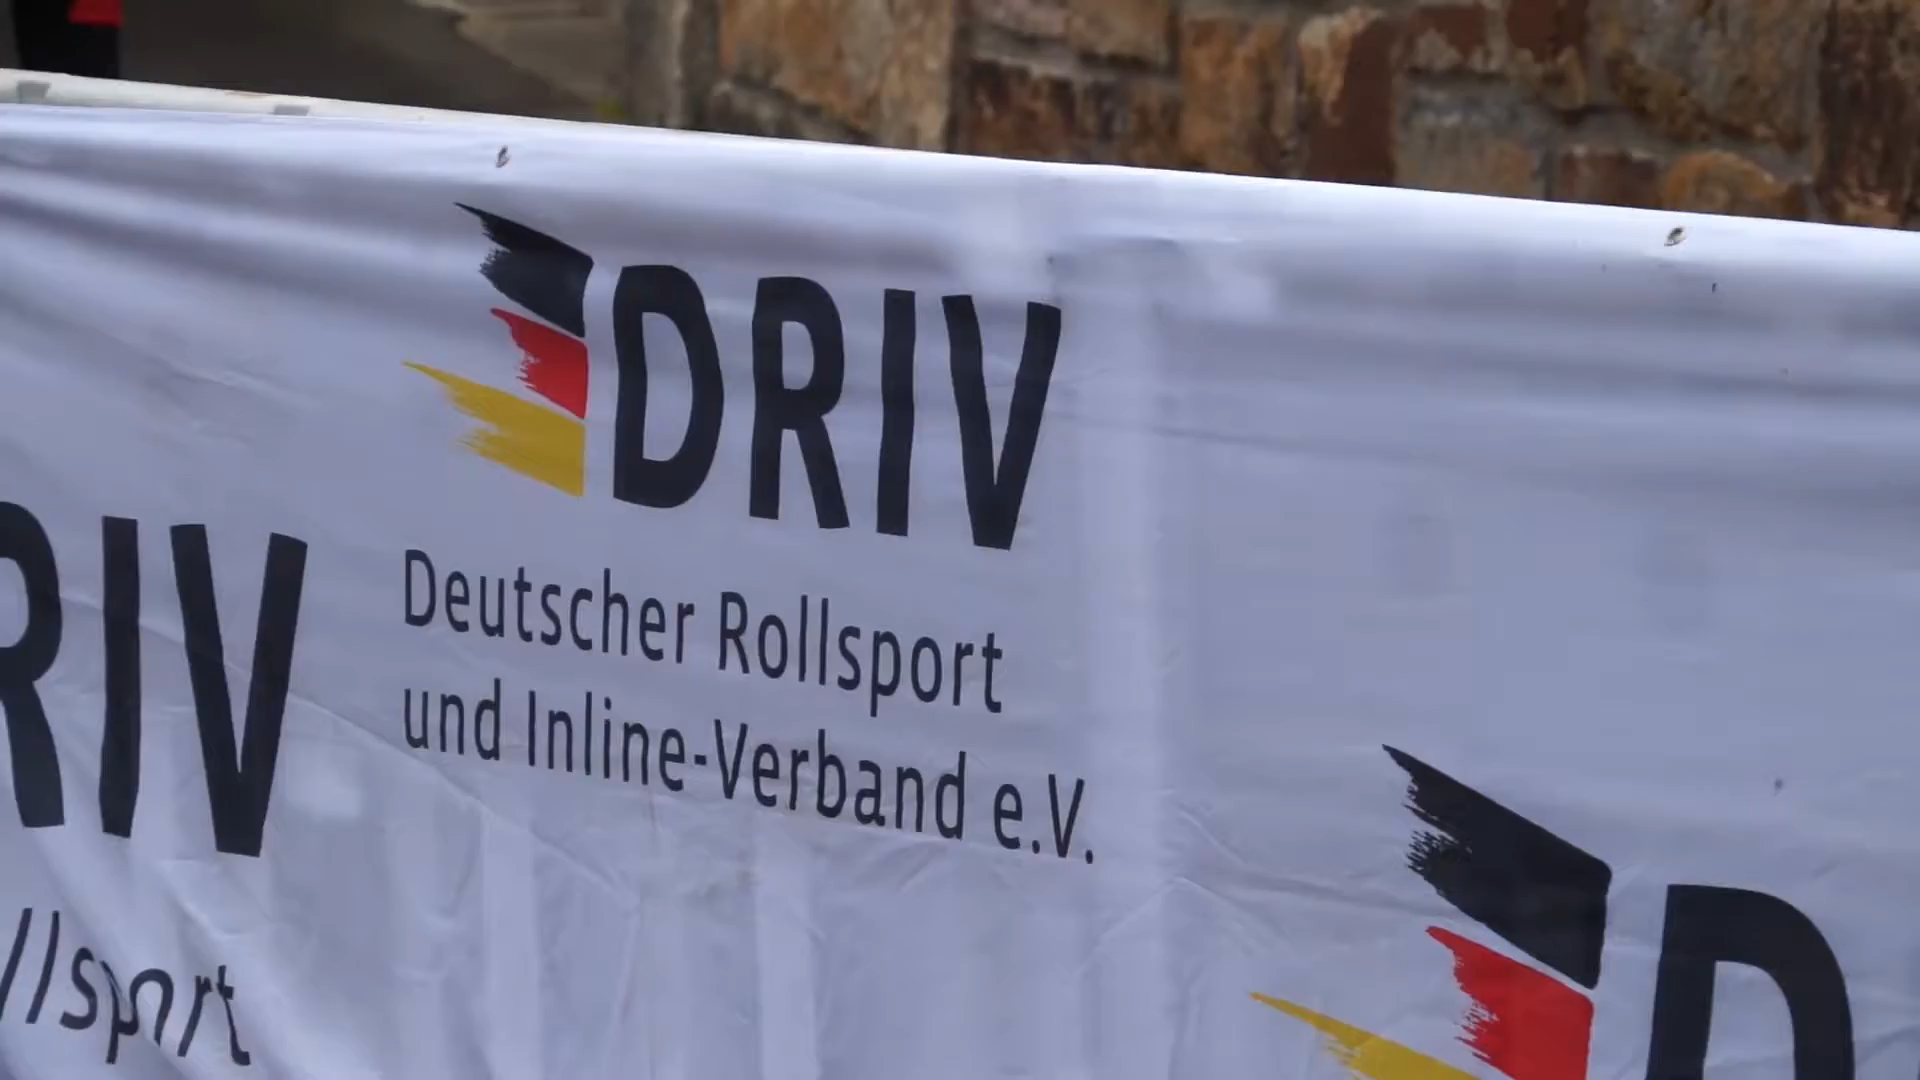 DRIV
Deutscher Rollsport
und Inline-Verband e.V.
RIV
llsport
D